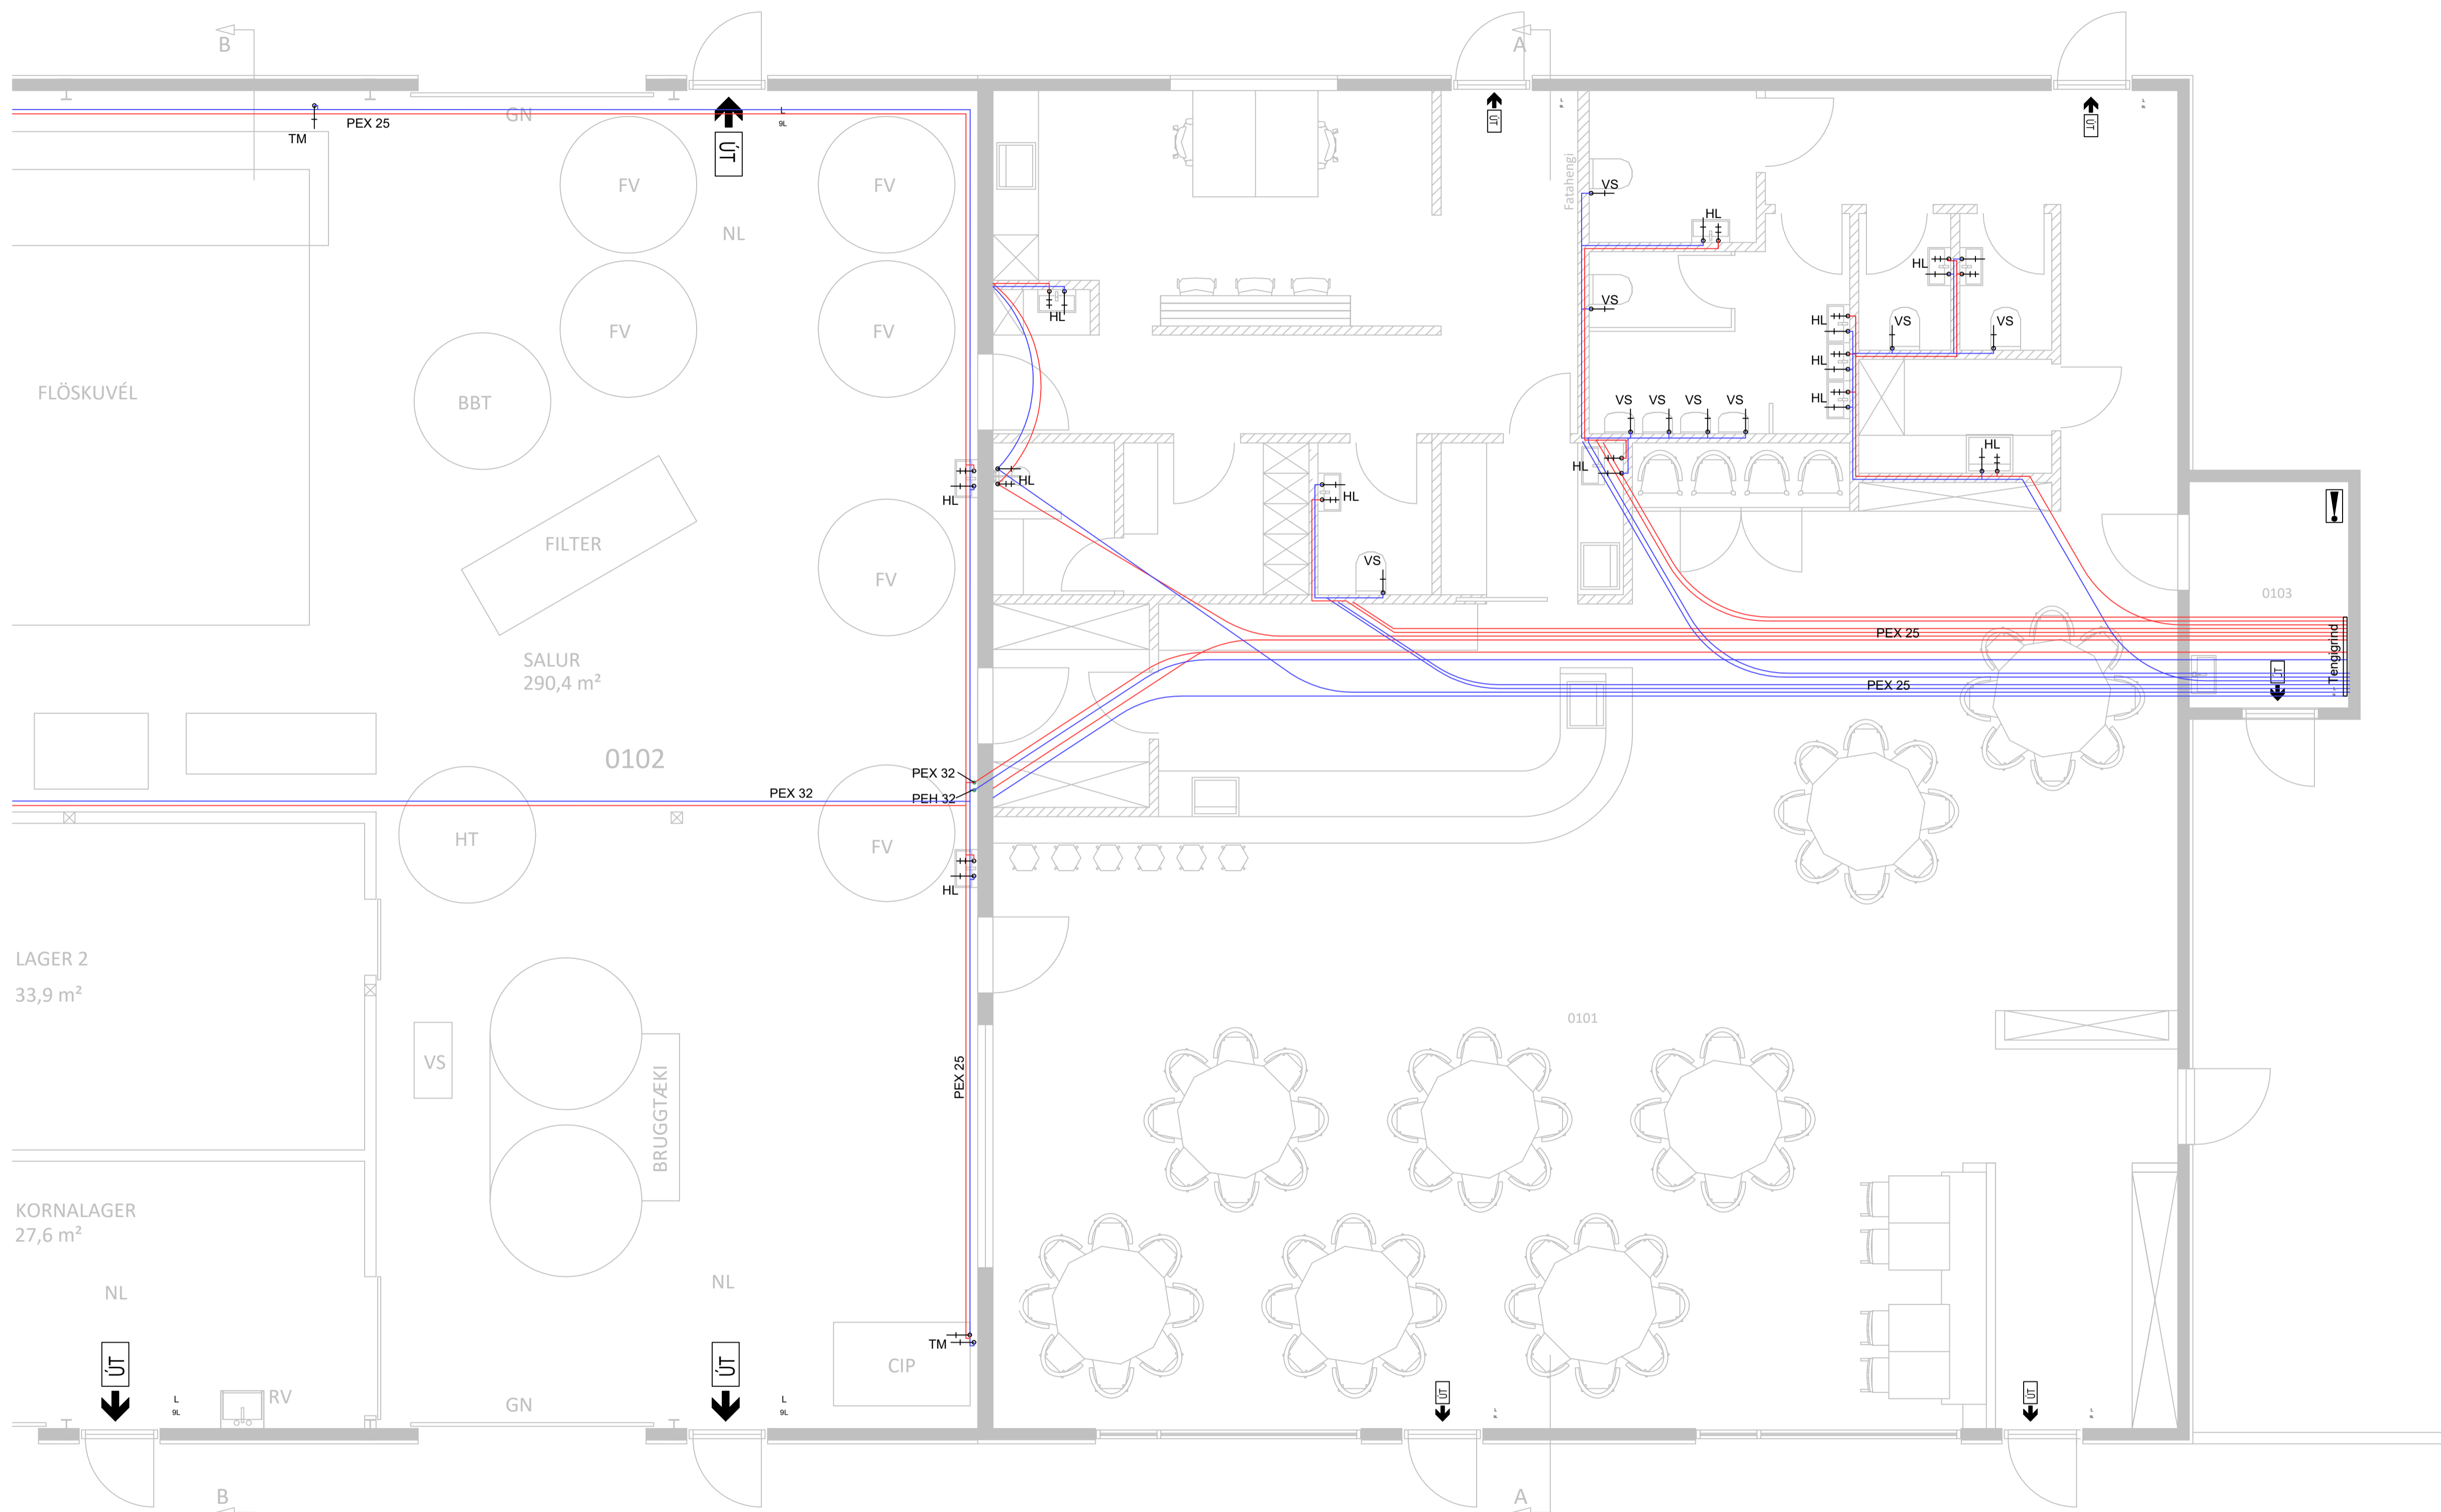 B
A
GN
TM
PEX 25
L
9L
ÚT
ÚT
ÚT
L
L
FV
FV
NL
Fatahengi
VS
HL
FV
FV
HL
HL
VS
HL
VS
VS
HL
FLÖSKUVÉL
BBT
HL
VS
VS
VS
VS
HL
HL
HL
HL
HL
HL
FILTER
FV
VS
0103
SALUR
290,4 m²
PEX 25
PEX 25
Tengigrind
ÚT
0102
PEX 32
PEX 32
PEH 32
HT
FV
HL
LAGER 2
33,9 m²
0101
VS
BRUGGTÆKI
PEX 25
KORNALAGER
27,6 m²
NL
NL
TM
CIP
ÚT
ÚT
ÚT
ÚT
L
9L
RV
GN
L
9L
B
A